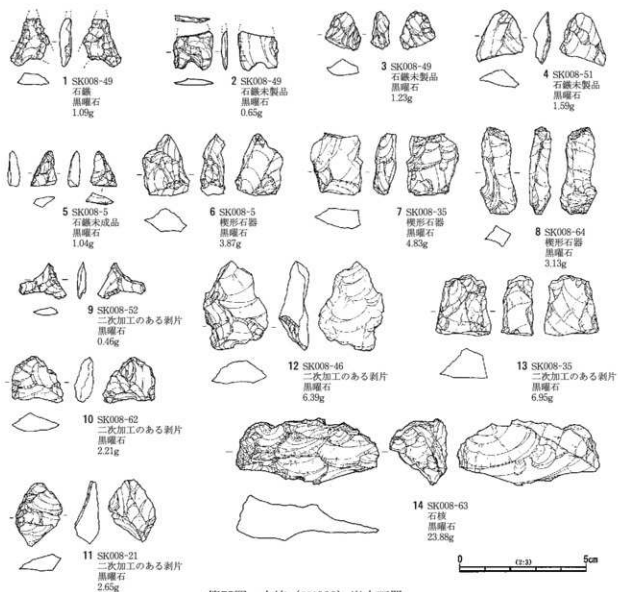 1 SK008-49
石鏃
黒曜石
1.09g
2 SK008-49
石鏃未製品
黒曜石
0.65g
3 SK008-49
石鏃未製品
黒曜石
1.23g
4 SK008-51
石鏃未製品
黒曜石
1.59g
5 SK008-5
石鏃未成品
黒曜石
1.04g
6 SK008-5
楔形石器
黒曜石
3.87g
7 SK008-35
楔形石器
黒曜石
4.83g
8 SK008-64
楔形石器
黒曜石
3.13g
9 SK008-52
二次加工のある剥片
黒曜石
0.46g
12 SK008-46
二次加工のある剥片
黒曜石
6.39g
13 SK008-35
二次加工のある剥片
黒曜石
6.95g
10 SK008-62
二次加工のある剥片
黒曜石
2.21g
14 SK008-63
石核
黒曜石
23.88g
11 SK008-21
二次加工のある剥片
黒曜石
2.65g
0 (2:3) 5cm